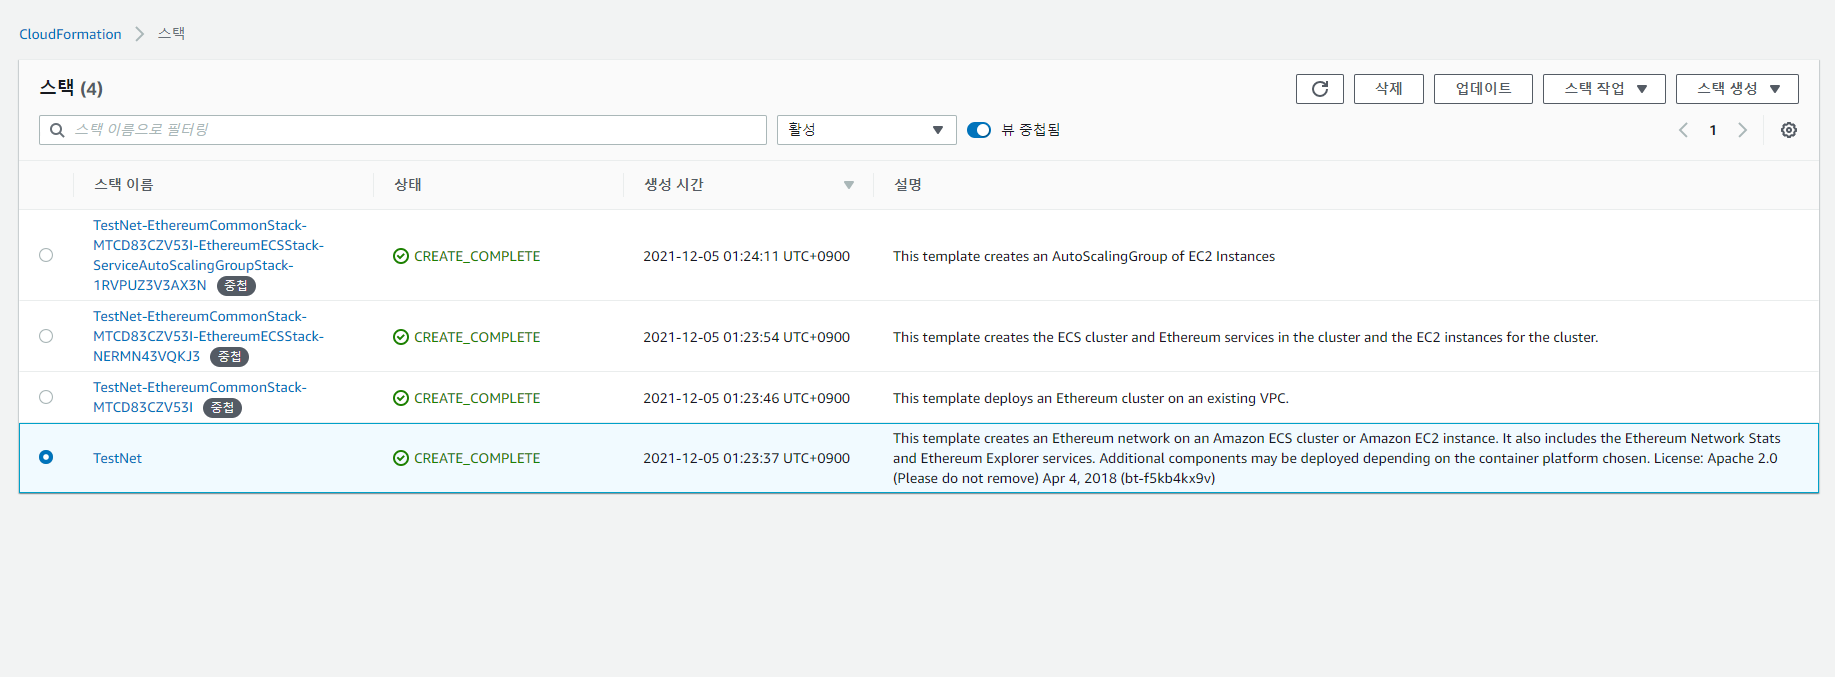 CloudFormation > 스택
스택 (4)
삭제
업데이트
스택 작업
스택 생성
스택 이름으로 필터링
활성
뷰 중첩됨
1
스택 이름
상태
생성 시간
설명
TestNet-EthereumCommonStack-
MTCD83CZV53I-EthereumECSStack-
ServiceAutoScalingGroupStack-
1RVPUZ3V3AX3N 중첩
CREATE_COMPLETE
2021-12-05 01:24:11 UTC+0900
This template creates an AutoScalingGroup of EC2 Instances
TestNet-EthereumCommonStack-
MTCD83CZV53I-EthereumECSStack-
NERMN43VQKJ3 중첩
CREATE_COMPLETE
2021-12-05 01:23:54 UTC+0900
This template creates the ECS cluster and Ethereum services in the cluster and the EC2 instances for the cluster.
TestNet-EthereumCommonStack-
MTCD83CZV53I 중첩
CREATE_COMPLETE
2021-12-05 01:23:46 UTC+0900
This template deploys an Ethereum cluster on an existing VPC.
TestNet
CREATE_COMPLETE
2021-12-05 01:23:37 UTC+0900
This template creates an Ethereum network on an Amazon ECS cluster or Amazon EC2 instance. It also includes the Ethereum Network Stats
and Ethereum Explorer services. Additional components may be deployed depending on the container platform chosen. License: Apache 2.0
(Please do not remove) Apr 4, 2018 (bt-f5kb4kx9v)